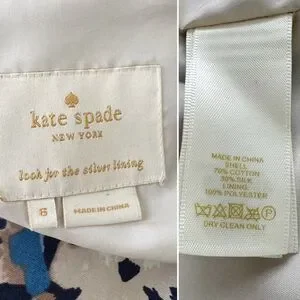 kate spade
NEW YORK
look for the silver lining
6
MADE IN CHINA
MADE IN CHINA
SHELL
70% COTTON
30% SILK
LINING:
100% POLYESTER
P
DRY CLEAN ONLY